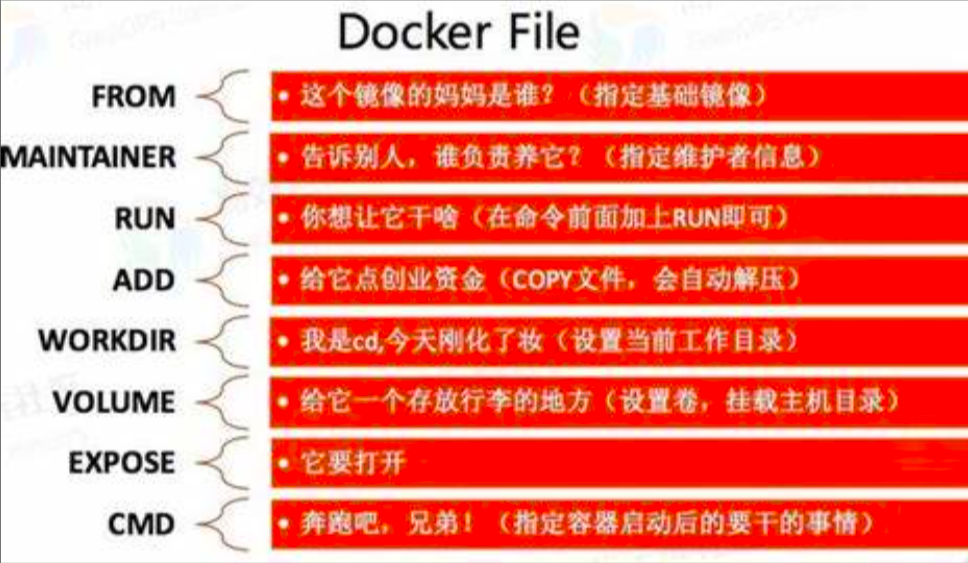 Docker File
FROM
• 这个镜像的妈妈是谁？（指定基础镜像）
MAINTAINER
• 告诉别人，谁负责养它？（指定维护者信息）
RUN
• 你想让它干啥（在命令前面加上RUN即可）
ADD
• 给它点创业资金（COPY文件，会自动解压）
WORKDIR
• 我是cd,今天刚化了妆（设置当前工作目录）
VOLUME
• 给它一个存放行李的地方（设置卷，挂载主机目录）
EXPOSE
• 它要打开
CMD
• 奔跑吧，兄弟！（指定容器启动后的要干的事情）